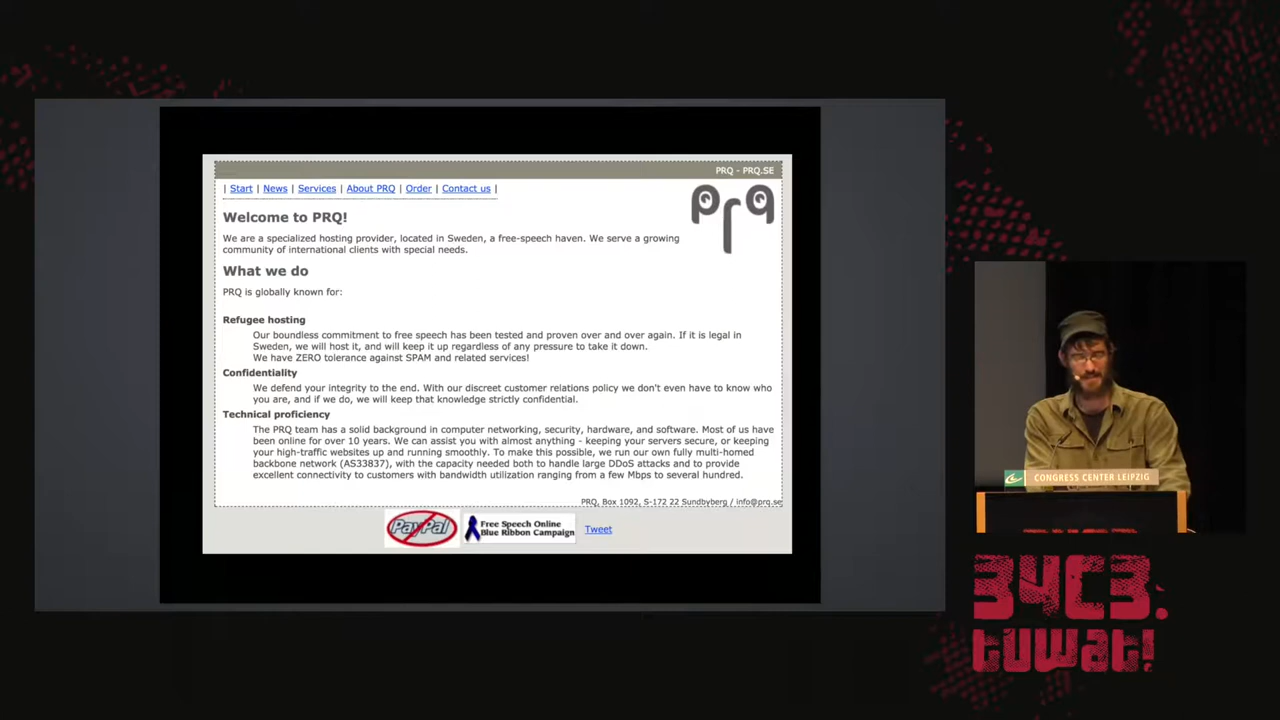 PRQ - PRQ.SE
| Start | News | Services | About PRQ | Order | Contact us |
prq
Welcome to PRQ!
We are a specialized hosting provider, located in Sweden, a free-speech haven. We serve a growing
community of international clients with special needs.
What we do
PRQ is globally known for:
Refugee hosting
Our boundless commitment to free speech has been tested and proven over and over again. If it is legal in
Sweden, we will host it, and will keep it up regardless of any pressure to take it down.
We have ZERO tolerance against SPAM and related services!
Confidentiality
We defend your integrity to the end. With our discreet customer relations policy we don't even have to know who
you are, and if we do, we will keep that knowledge strictly confidential.
Technical proficiency
The PRQ team has a solid background in computer networking, security, hardware, and software. Most of us have
been online for over 10 years. We can assist you with almost anything - keeping your servers secure, or keeping
your high-traffic websites up and running smoothly. To make this possible, we run our own fully multi-homed
backbone network (AS33837), with the capacity needed both to handle large DDoS attacks and to provide
excellent connectivity to customers with bandwidth utilization ranging from a few Mbps to several hundred.
PRQ, Box 1092, S-172 22 Sundbyberg / info@prq.se
PayPal
Free Speech Online
Blue Ribbon Campaign
Tweet
CONGRESS CENTER LEIPZIG
34C3.
tuwat!